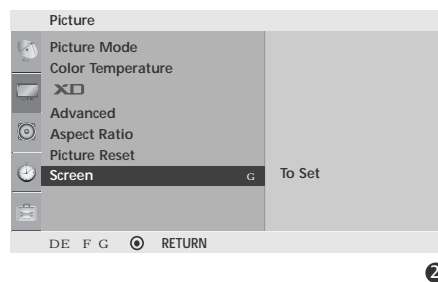 Picture
Picture Mode
Color Temperature
XD
Advanced
Aspect Ratio
Picture Reset
Screen G To Set
DE F G RETURN
2